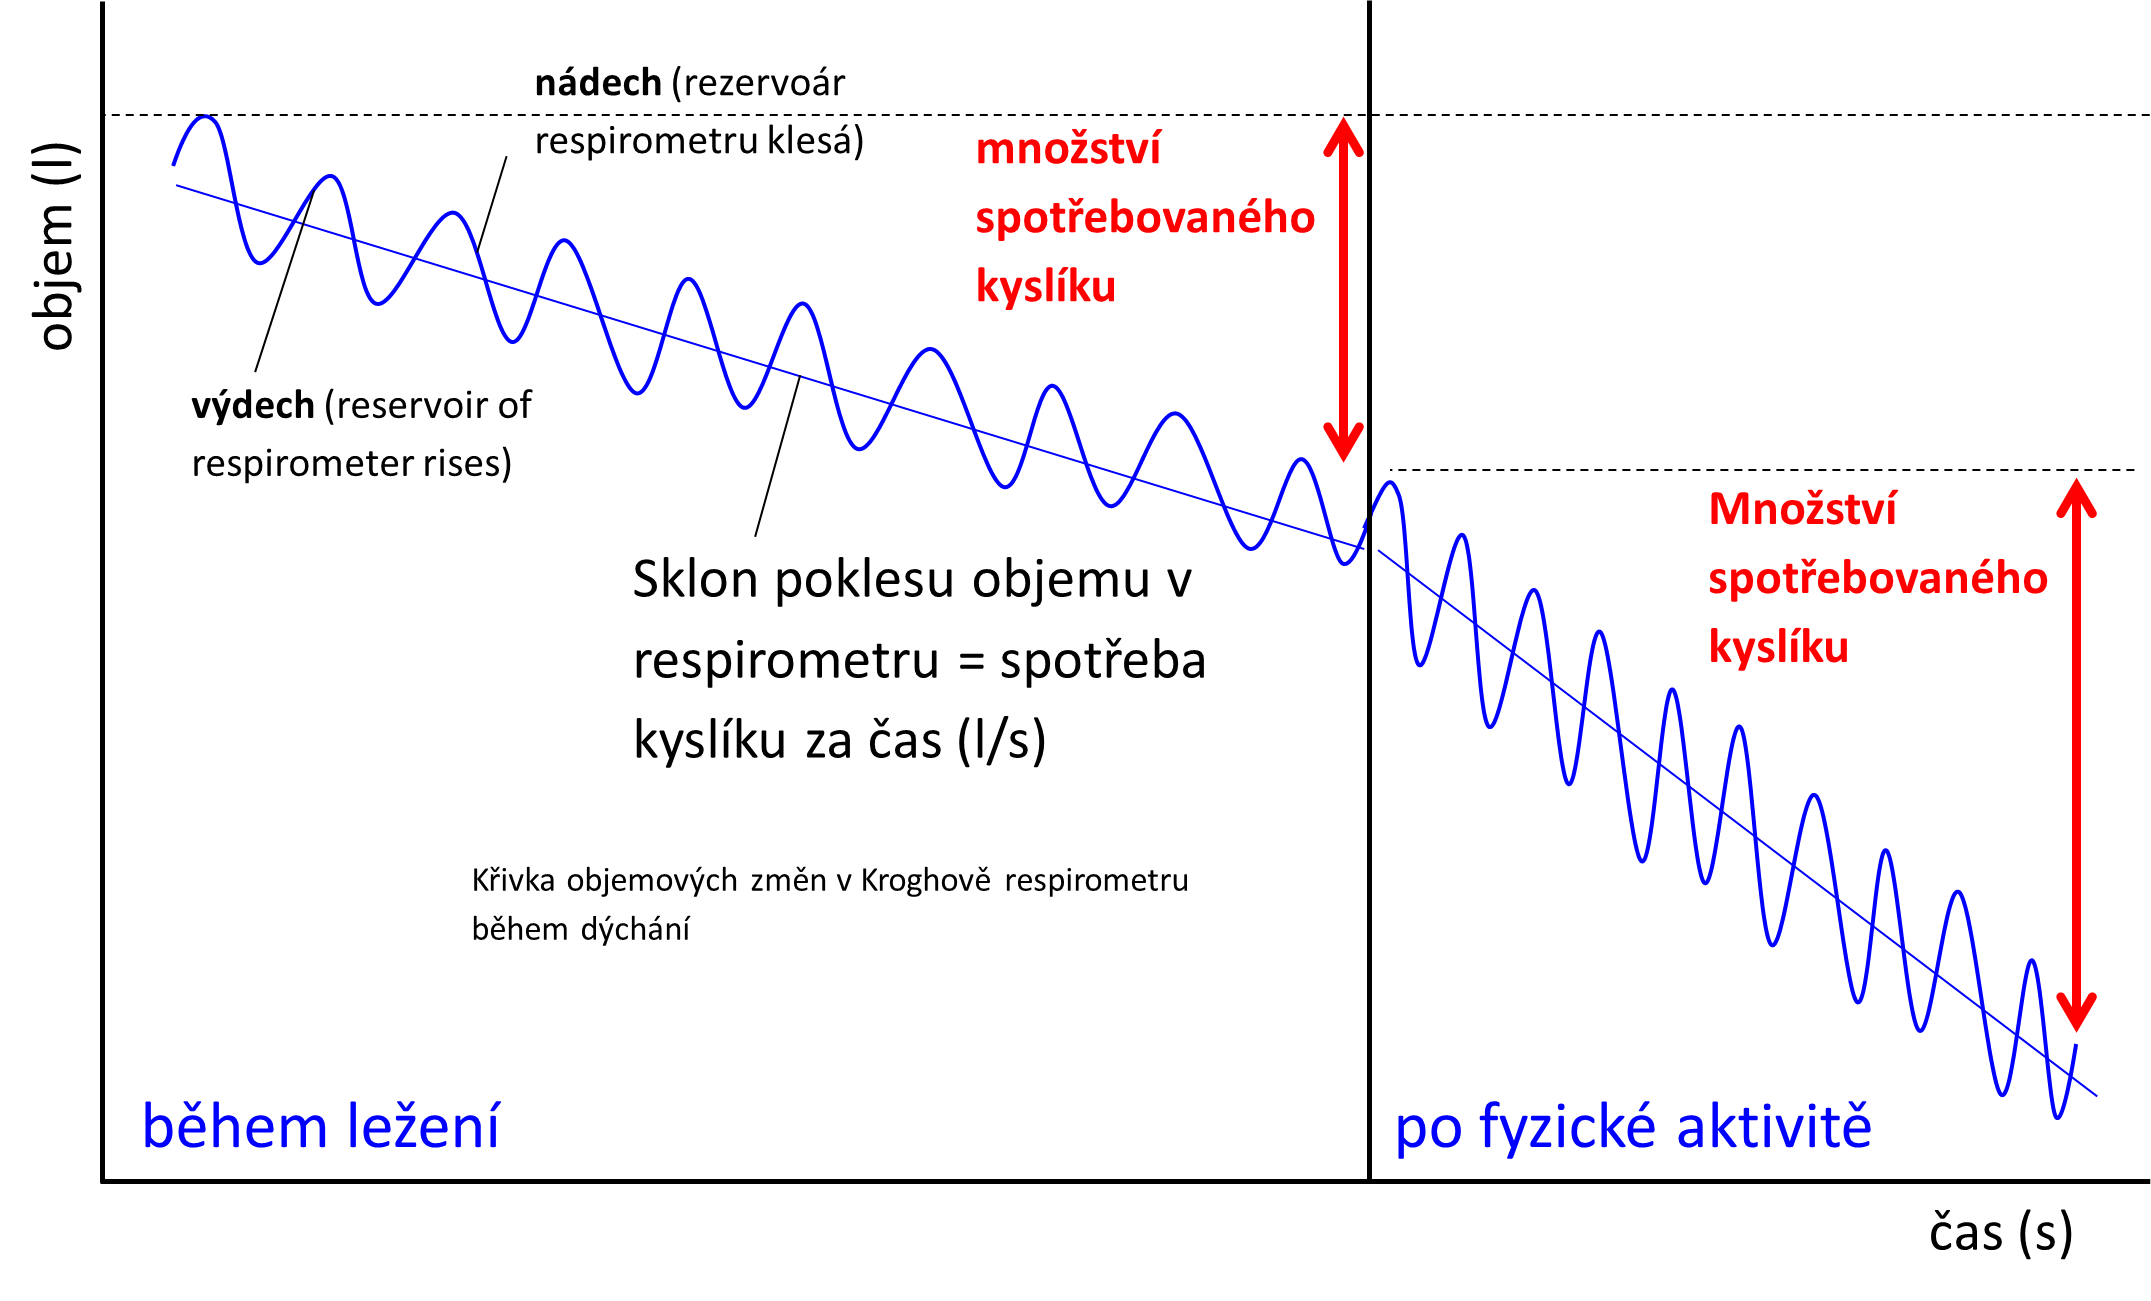 nádech (rezervoár
respirometru klesá)
objem (l)
množství
spotřebovaného
kyslíku
výdech (reservoir of
respirometer rises)
Sklon poklesu objemu v
respirometru = spotřeba
kyslíku za čas (l/s)
Množství
spotřebovaného
kyslíku
Křivka objemových změn v Kroghově respirometru
během dýchání
během ležení
po fyzické aktivitě
čas (s)